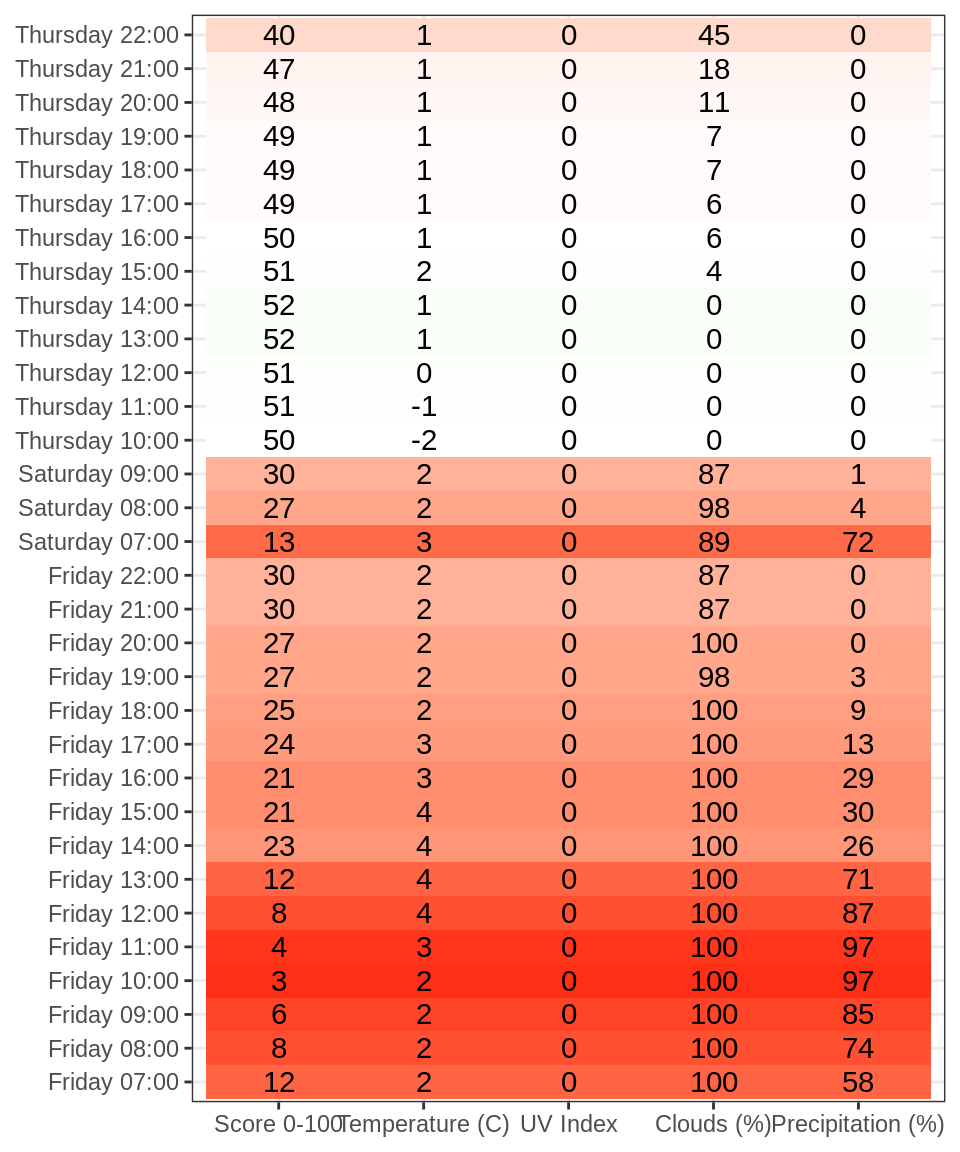 Thursday 22:00 40 1 0 45 0
Thursday 21:00 47 1 0 18 0
Thursday 20:00 48 1 0 11 0
Thursday 19:00 49 1 0 7 0
Thursday 18:00 49 1 0 7 0
Thursday 17:00 49 1 0 6 0
Thursday 16:00 50 1 0 6 0
Thursday 15:00 51 2 0 4 0
Thursday 14:00 52 1 0 0 0
Thursday 13:00 52 1 0 0 0
Thursday 12:00 51 0 0 0 0
Thursday 11:00 51 -1 0 0 0
Thursday 10:00 50 -2 0 0 0
Saturday 09:00 30 2 0 87 1
Saturday 08:00 27 2 0 98 4
Saturday 07:00 13 3 0 89 72
Friday 22:00 30 2 0 87 0
Friday 21:00 30 2 0 87 0
Friday 20:00 27 2 0 100 0
Friday 19:00 27 2 0 98 3
Friday 18:00 25 2 0 100 9
Friday 17:00 24 3 0 100 13
Friday 16:00 21 3 0 100 29
Friday 15:00 21 4 0 100 30
Friday 14:00 23 4 0 100 26
Friday 13:00 12 4 0 100 71
Friday 12:00 8 4 0 100 87
Friday 11:00 4 3 0 100 97
Friday 10:00 3 2 0 100 97
Friday 09:00 6 2 0 100 85
Friday 08:00 8 2 0 100 74
Friday 07:00 12 2 0 100 58
Score 0-100 Temperature (C) UV Index Clouds (%) Precipitation (%)